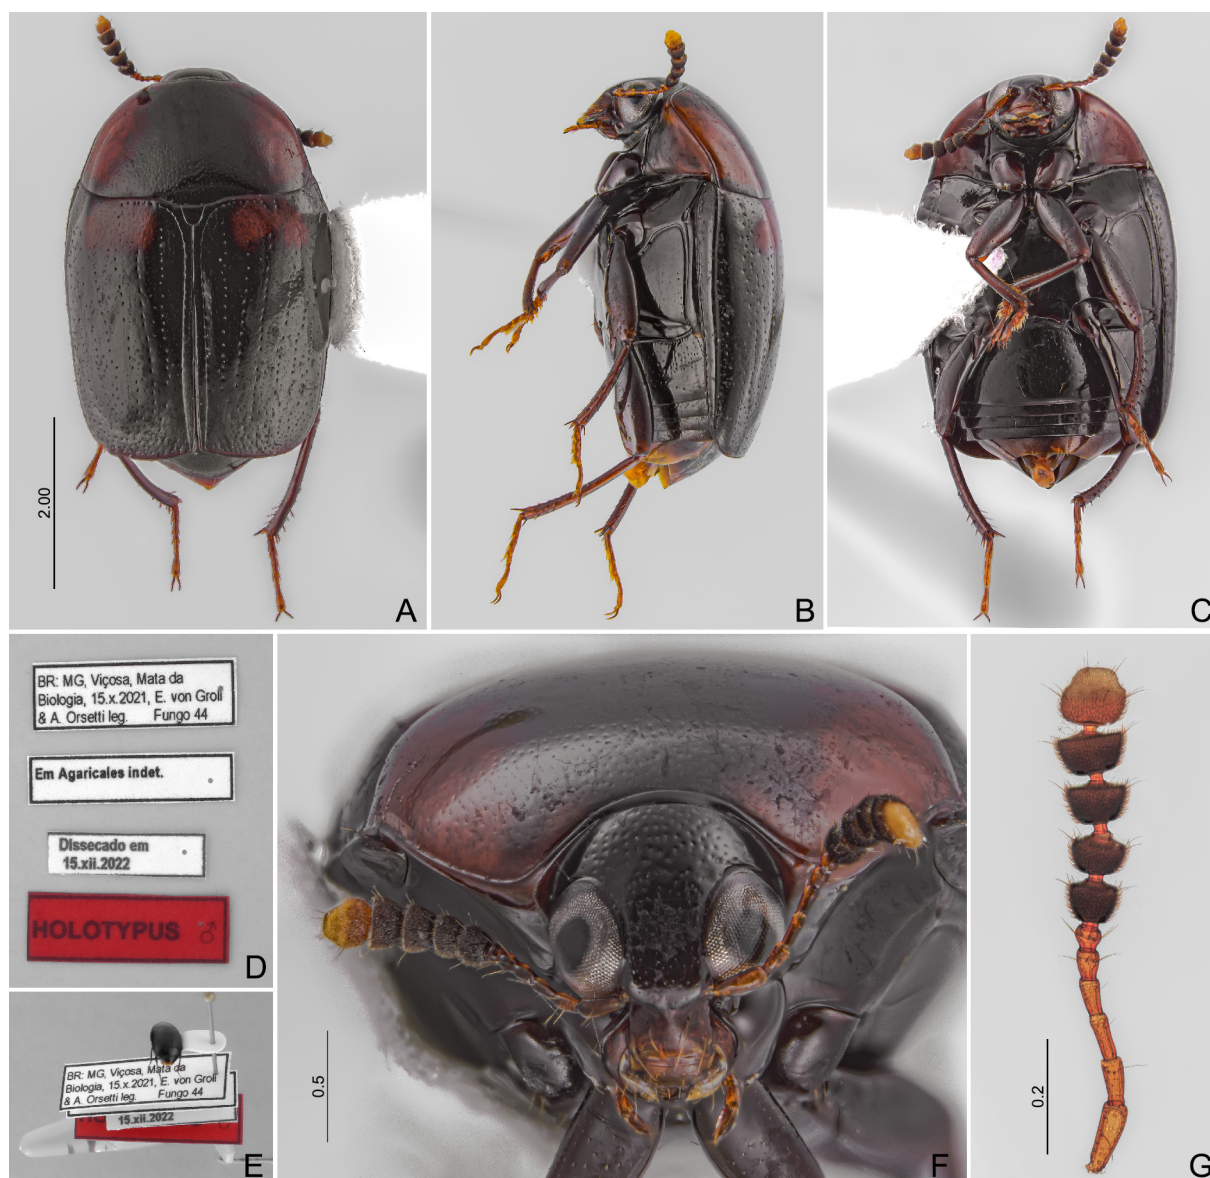 2.00
A
B
C
BR: MG, Viçosa, Mata da
Biologia, 15.x.2021, E. von Groll
& A. Orsetti leg. Fungo 44
Em Agaricales indet.
Dissecado em
15.xii.2022
HOLOTYPUS ♂
D
BR: MG, Viçosa, Mata da
Biologia, 15.x.2021, E. von Groll
& A. Orsetti leg. Fungo 44
15.xii.2022
E
0.5
F
0.2
G